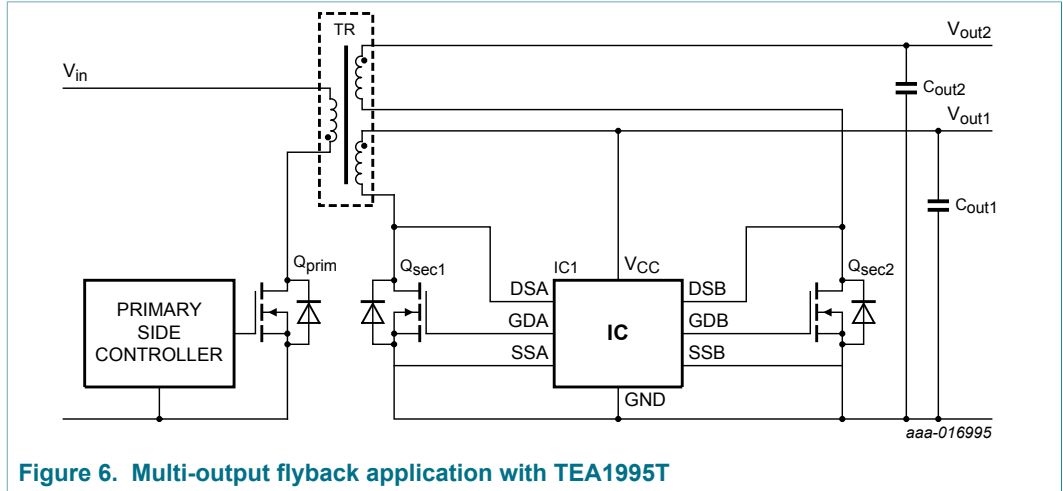 TR
Vout2
Vin
Cout2
Vout1
Cout1
Qprim
Qsec1
IC1
VCC
Qsec2
DSA
DSB
PRIMARY
SIDE
CONTROLLER
GDA
IC
GDB
SSA
SSB
GND
aaa-016995
Figure 6. Multi-output flyback application with TEA1995T